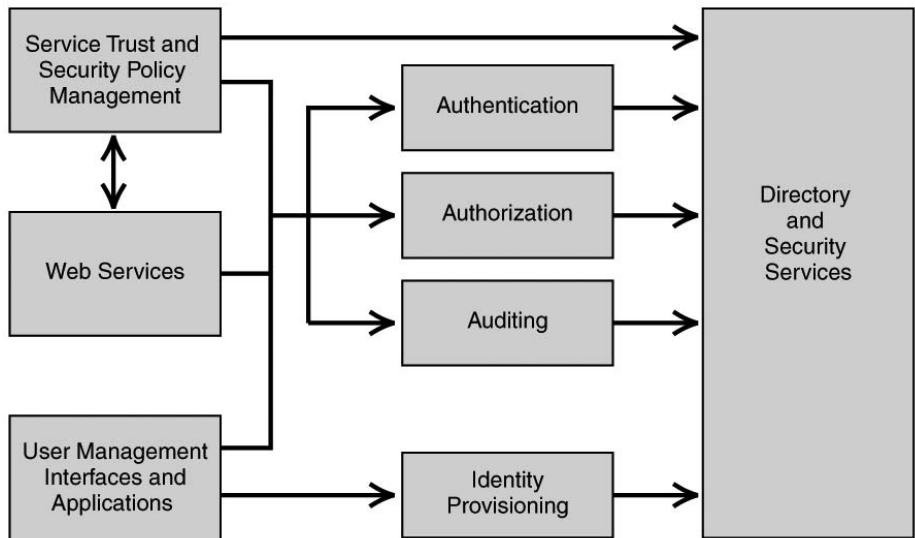 Service Trust and
Security Policy
Management
Authentication
Authorization
Directory
and
Security
Services
Web Services
Auditing
User Management
Interfaces and
Applications
Identity
Provisioning